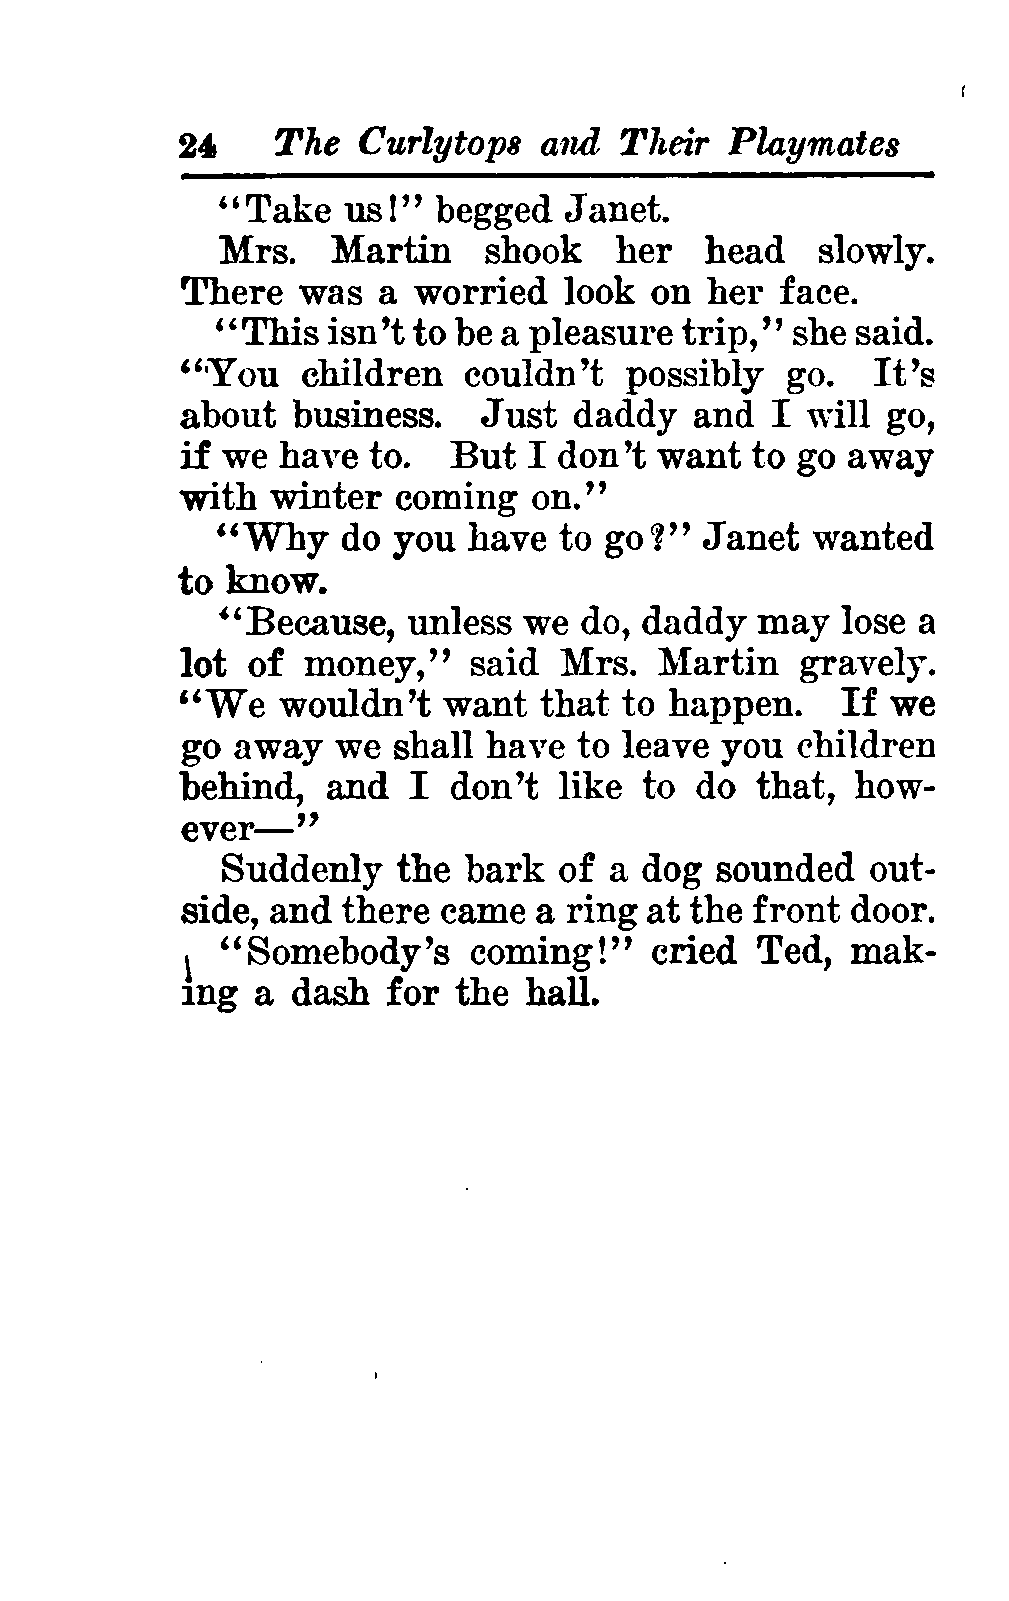 24 The Curlytops and Their Playmates
“Take us!” begged Janet.
Mrs. Martin shook her head slowly.
There was a worried look on her face.
“This isn’t to be a pleasure trip,” she said.
“You children couldn’t possibly go. It’s
about business. Just daddy and I will go,
if we have to. But I don’t want to go away
with winter coming on.”
“Why do you have to go?” Janet wanted
to know.
“Because, unless we do, daddy may lose a
lot of money,” said Mrs. Martin gravely.
“We wouldn’t want that to happen. If we
go away we shall have to leave you children
behind, and I don’t like to do that, how-
ever—”
Suddenly the bark of a dog sounded out-
side, and there came a ring at the front door.
“Somebody’s coming!” cried Ted, mak-
ing a dash for the hall.